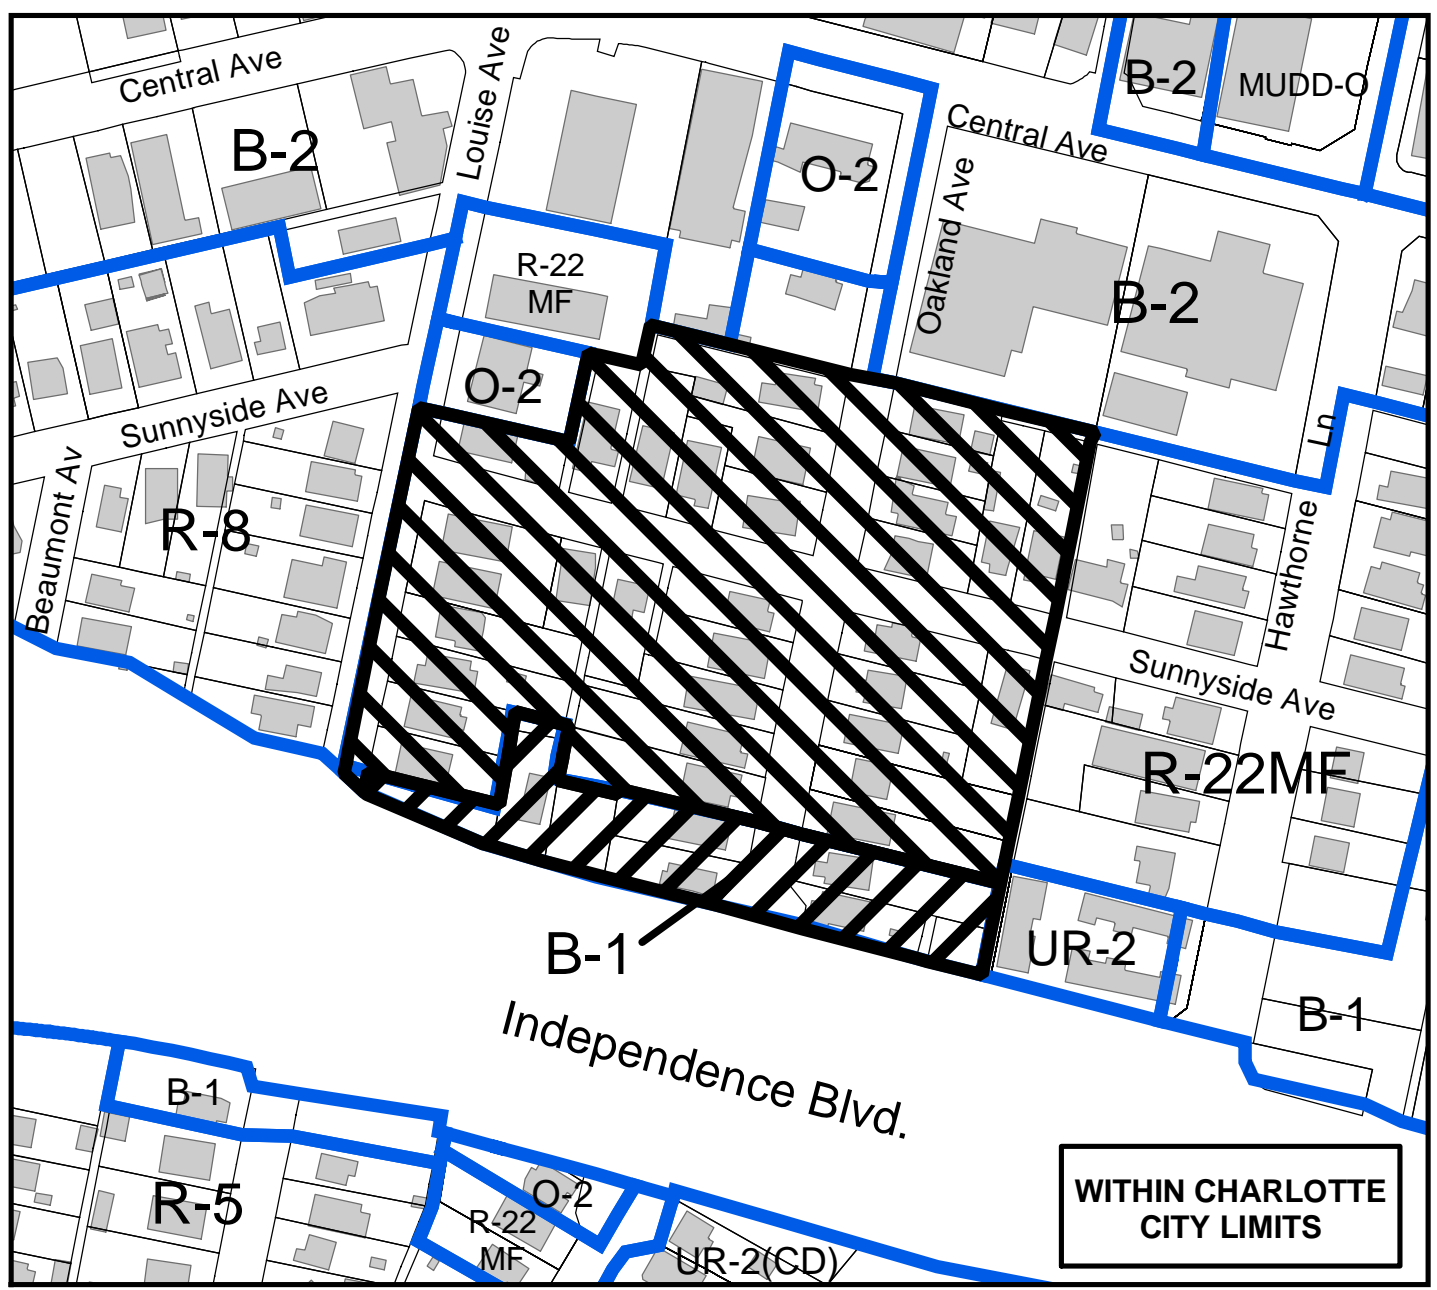 Central Ave
Louise Ave
B-2
B-2
MUDD-O
Central Ave
O-2
Oakland Ave
R-22
MF
B-2
O-2
Sunnyside Ave
Hawthorne Ln
Beaumont Av
R-8
Sunnyside Ave
R-22MF
B-1
UR-2
B-1
Independence Blvd.
B-1
R-5
O-2
R-22
MF
UR-2(CD)
WITHIN CHARLOTTE
CITY LIMITS